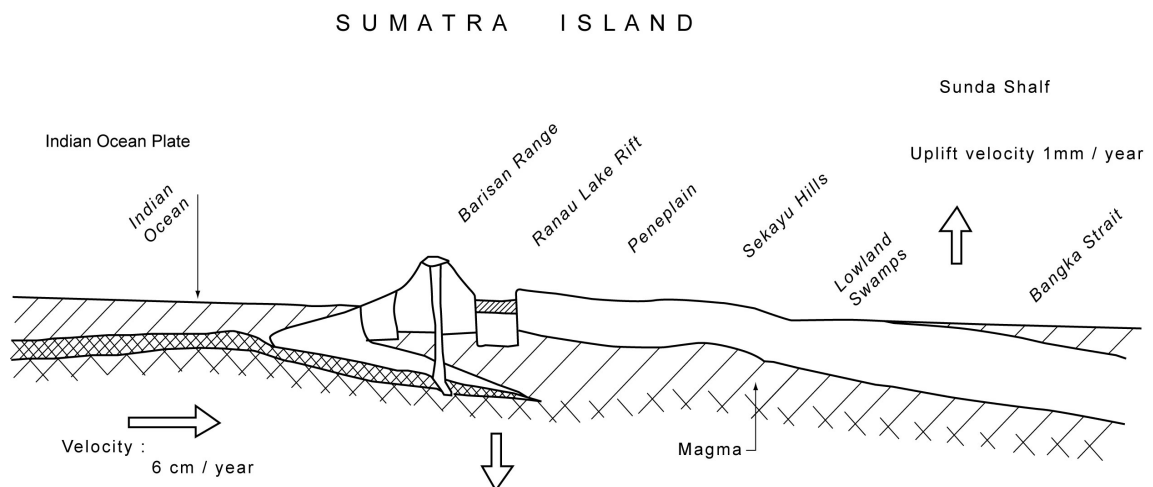 SUMATRA ISLAND
Sunda Shalf
Indian Ocean Plate
Uplift velocity 1mm / year
Indian
Ocean
Barisan Range
Ranau Lake Rift
Peneplain
Sekayu Hills
Lowland
Swamps
Bangka Strait
Velocity :
6 cm / year
Magma